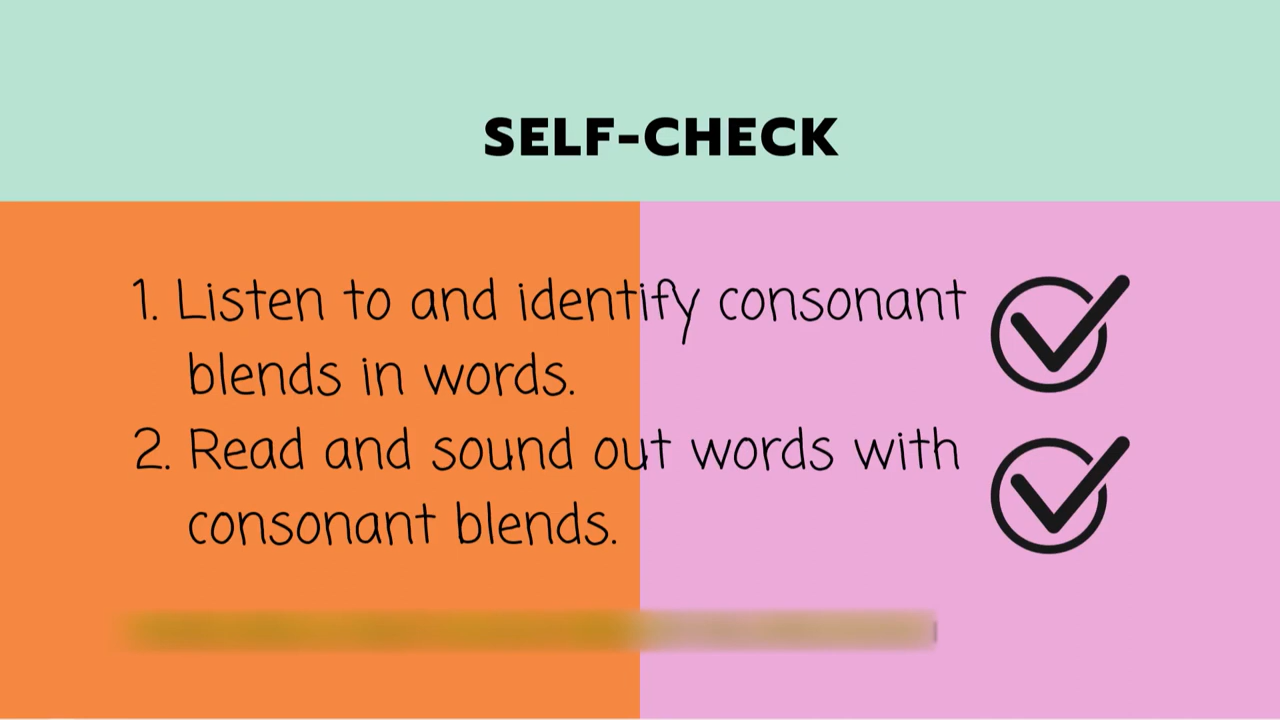 SELF-CHECK
1. Listen to and identify consonant
blends in words.
2. Read and sound out words with
consonant blends.